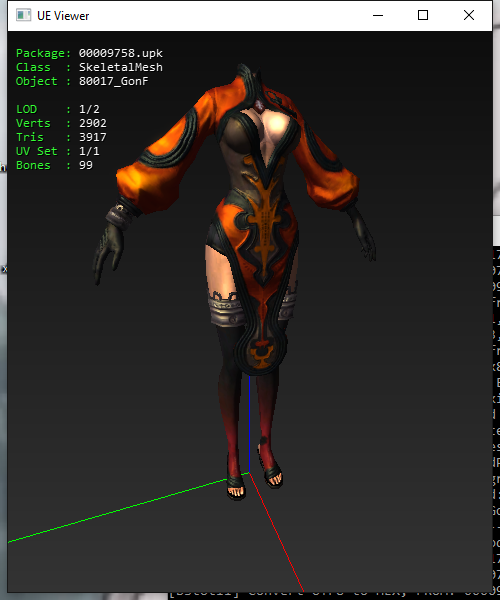 UE Viewer
Package: 00009758.upk
Class : SkeletalMesh
Object : 80017_GonF
LOD : 1/2
Verts : 2902
Tris : 3917
UV Set : 1/1
Bones : 99